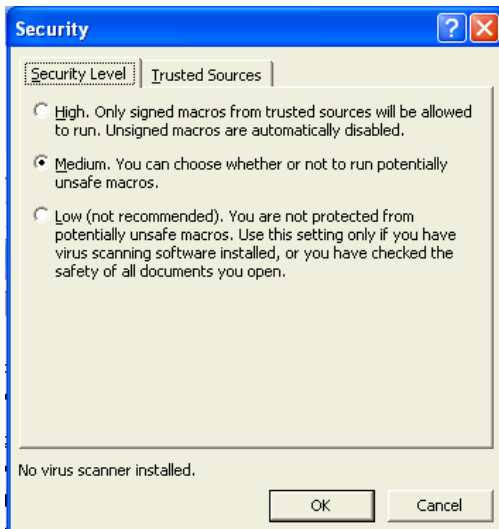 Security
Security Level
Trusted Sources
High. Only signed macros from trusted sources will be allowed
to run. Unsigned macros are automatically disabled.
Medium. You can choose whether or not to run potentially
unsafe macros.
Low (not recommended). You are not protected from
potentially unsafe macros. Use this setting only if you have
virus scanning software installed, or you have checked the
safety of all documents you open.
No virus scanner installed.
OK
Cancel